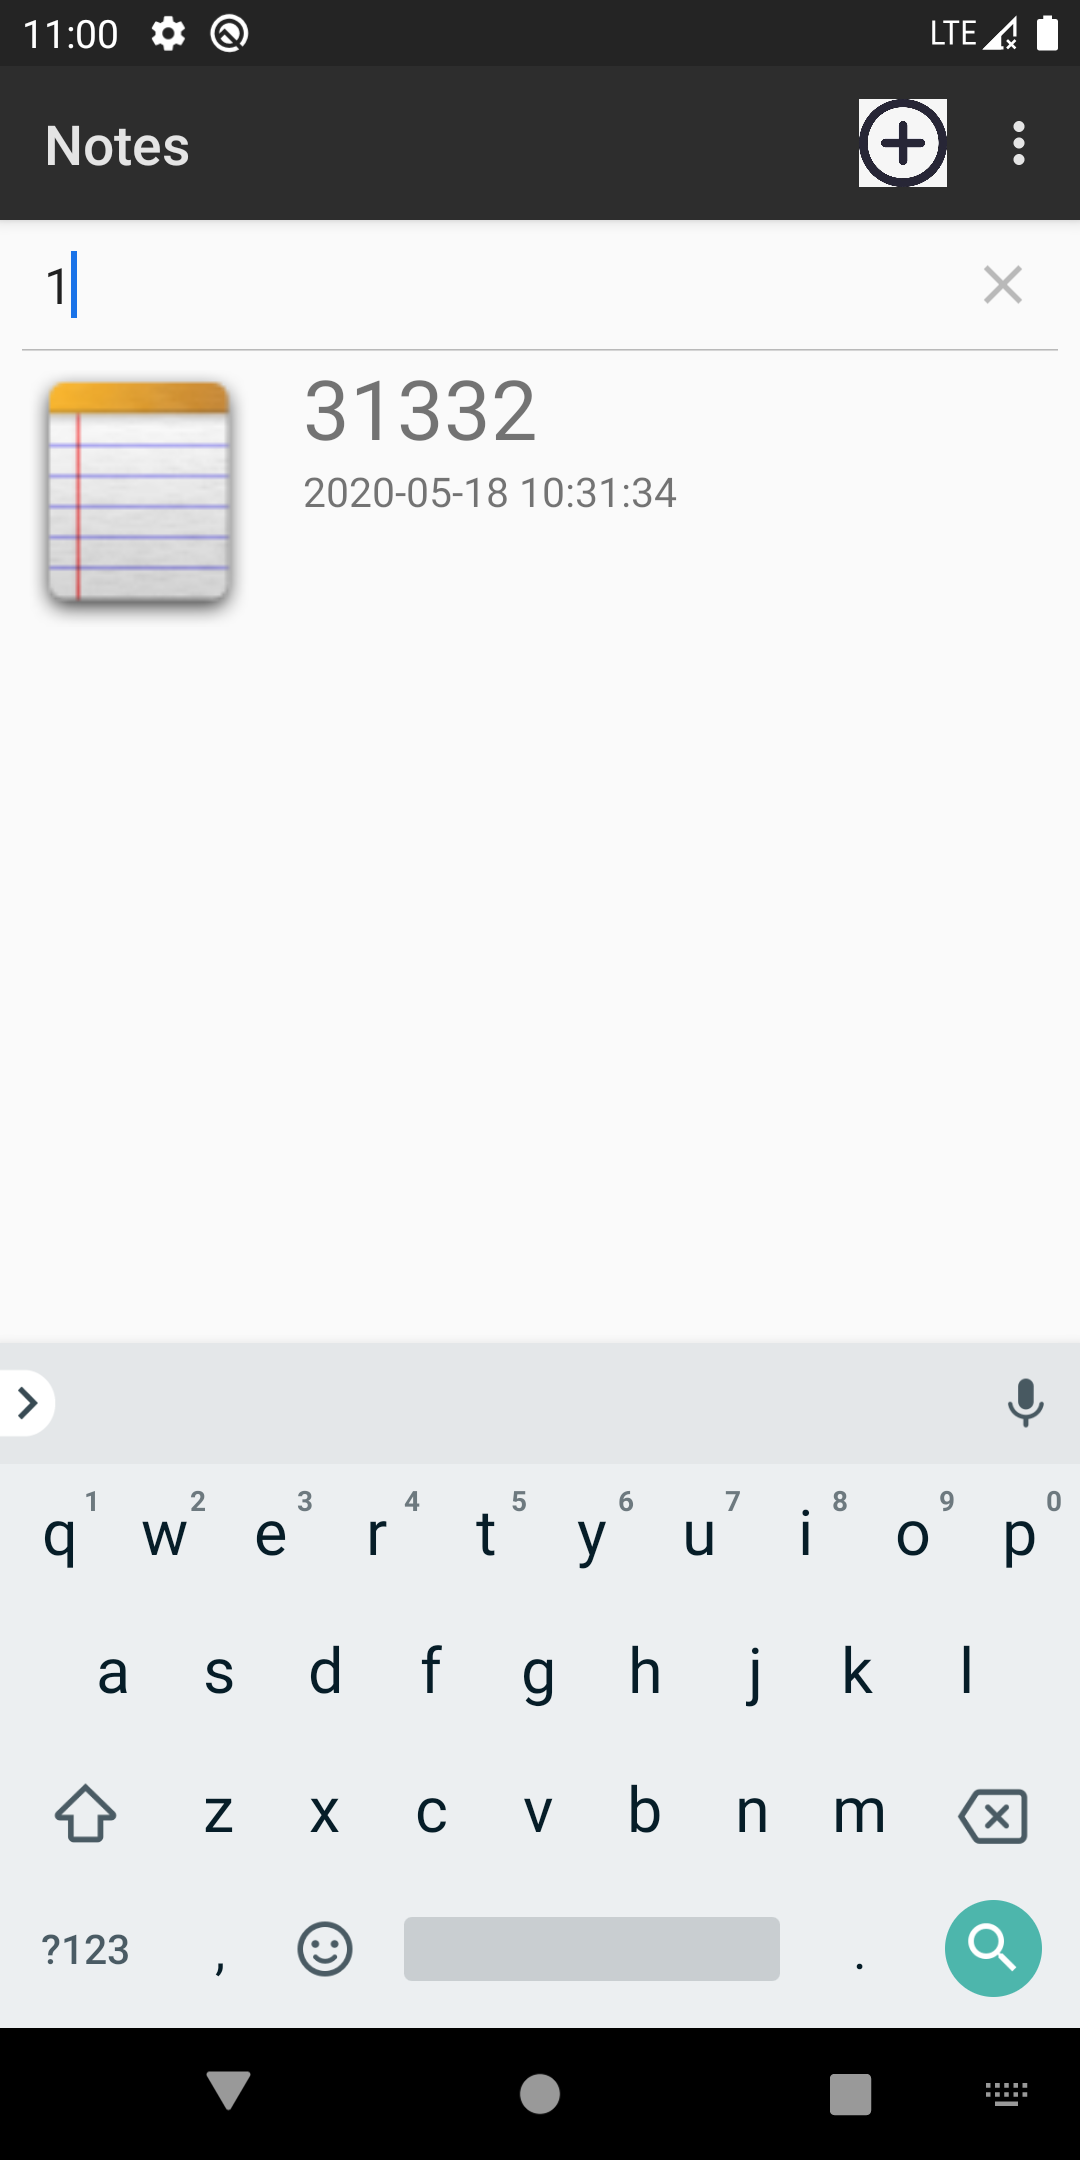 11:00 LTE
Notes
1
31332
2020-05-18 10:31:34
1 2 3 4 5 6 7 8 9 0
q w e r t y u i o p
a s d f g h j k l
z x c v b n m
?123 , .